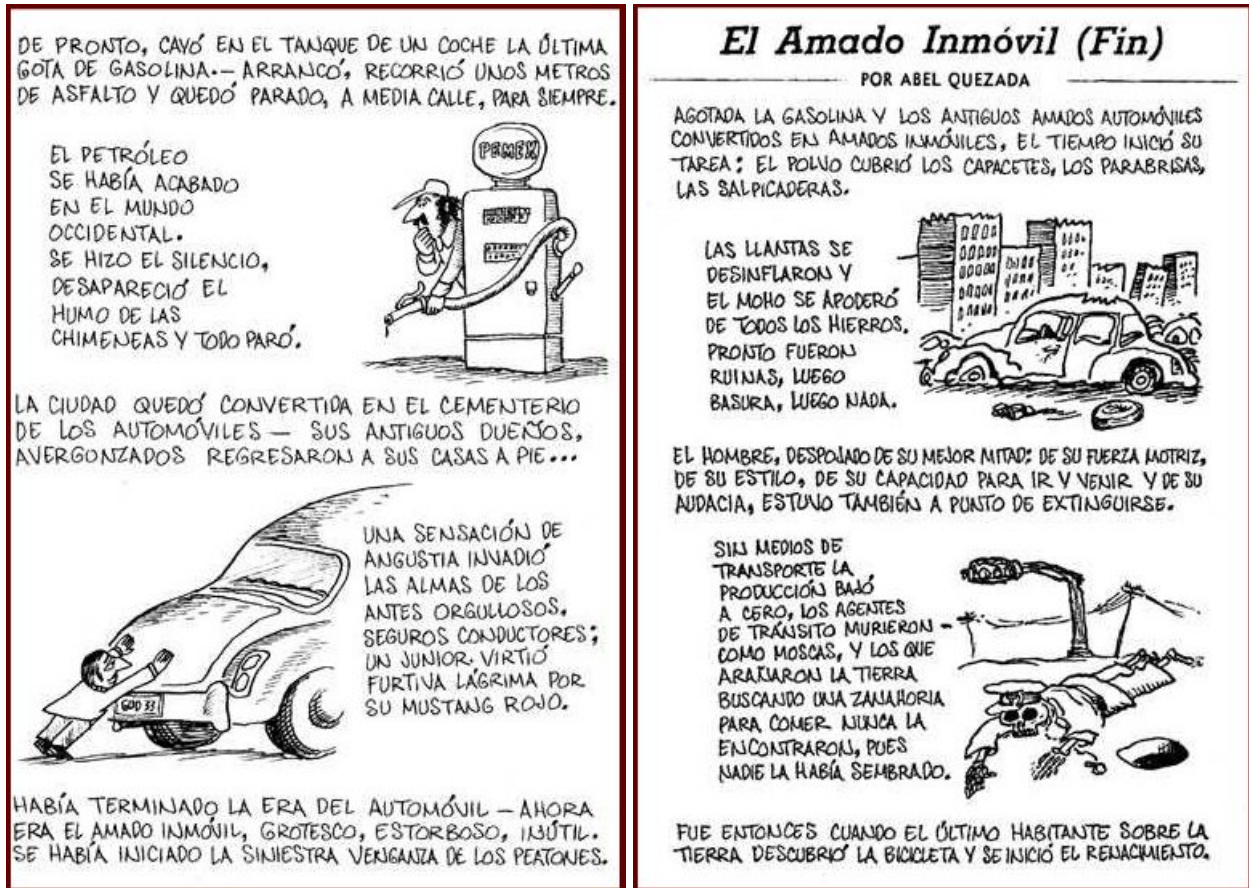 DE PRONTO, CAYÓ EN EL TANQUE DE UN COCHE LA ÚLTIMA
GOTA DE GASOLINA.— ARRANCÓ, RECORRIÓ UNOS METROS
DE ASFALTO Y QUEDÓ PARADO, A MEDIA CALLE, PARA SIEMPRE.
EL PETRÓLEO
SE HABÍA ACABADO
EN EL MUNDO
OCCIDENTAL.
SE HIZO EL SILENCIO,
DESAPARECIÓ EL
HUMO DE LAS
CHIMENEAS Y TODO PARÓ.
PEMEX
LA CIUDAD QUEDÓ CONVERTIDA EN EL CEMENTERIO
DE LOS AUTOMÓVILES — SUS ANTIGUOS DUEÑOS,
AVERGONZADOS REGRESARON A SUS CASAS A PIE...
UNA SENSACIÓN DE
ANGUSTIA INVADIÓ
LAS ALMAS DE LOS
ANTES ORGULLOSOS,
SEGUROS CONDUCTORES;
UN JUNIOR VIRTIÓ
FURTIVA LÁGRIMA POR
SU MUSTANG ROJO.
HABÍA TERMINADO LA ERA DEL AUTOMÓVIL — AHORA
ERA EL AMADO INMÓVIL, GROTESCO, ESTORBOSO, INÚTIL.
SE HABÍA INICIADO LA SINIESTRA VENGANZA DE LOS PEATONES.
El Amado Inmóvil (Fin)
POR ABEL QUEZADA
AGOTADA LA GASOLINA Y LOS ANTIGUOS AMADOS AUTOMÓVILES
CONVERTIDOS EN AMADOS INMÓVILES, EL TIEMPO INICIÓ SU
TAREA: EL POLVO CUBRIÓ LOS CAPACETES, LOS PARABRISAS,
LAS SALPICADERAS.
LAS LLANTAS SE
DESINFLARON Y
EL MOHO SE APODERÓ
DE TODOS LOS HIERROS.
PRONTO FUERON
RUINAS, LUEGO
BASURA, LUEGO NADA.
EL HOMBRE, DESPOJADO DE SU MEJOR MITAD: DE SU FUERZA MOTRIZ,
DE SU ESTILO, DE SU CAPACIDAD PARA IR Y VENIR Y DE SU
AUDACIA, ESTUVO TAMBIÉN A PUNTO DE EXTINGUIRSE.
SIN MEDIOS DE
TRANSPORTE LA
PRODUCCIÓN BAJÓ
A CERO, LOS AGENTES
DE TRÁNSITO MURIERON
COMO MOSCAS, Y LOS QUE
ARAÑARON LA TIERRA
BUSCANDO UNA ZANAHORIA
PARA COMER NUNCA LA
ENCONTRARON, PUES
NADIE LA HABÍA SEMBRADO.
FUE ENTONCES CUANDO EL ÚLTIMO HABITANTE SOBRE LA
TIERRA DESCUBRIÓ LA BICICLETA Y SE INICIÓ EL RENACIMIENTO.